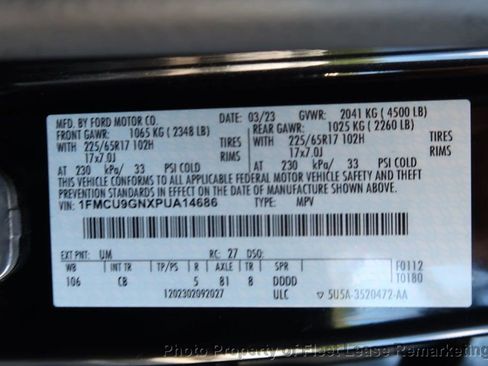 MFD. BY FORD MOTOR CO. 03/23 GVWR: 2041 KG ( 4500 LB)
FRONT GAWR: 1065 KG ( 2348 LB) REAR GAWR: 1025 KG ( 2260 LB)
WITH 225/65R17 102H TIRES WITH 225/65R17 102H TIRES
17x7.0J RIMS 17x7.0J RIMS
AT 230 kPa/ 33 PSI COLD AT 230 kPa/ 33 PSI COLD
THIS VEHICLE CONFORMS TO ALL APPLICABLE FEDERAL MOTOR VEHICLE
SAFETY, BUMPER, AND THEFT PREVENTION STANDARDS IN EFFECT ON THE
DATE OF MANUFACTURE SHOWN ABOVE.
VIN: 1FMCU9GNXPUA14686 TYPE: MPV
EXT PNT: UM RC: 27 DSO:
WB INT TR TP/PS R AXLE TR SPR F0112
106 CB 5 81 8 DDDD T0180
1202302092027 ULC 5U5A-3520472-AA
Photo Property of Fleet Lease Remarketing